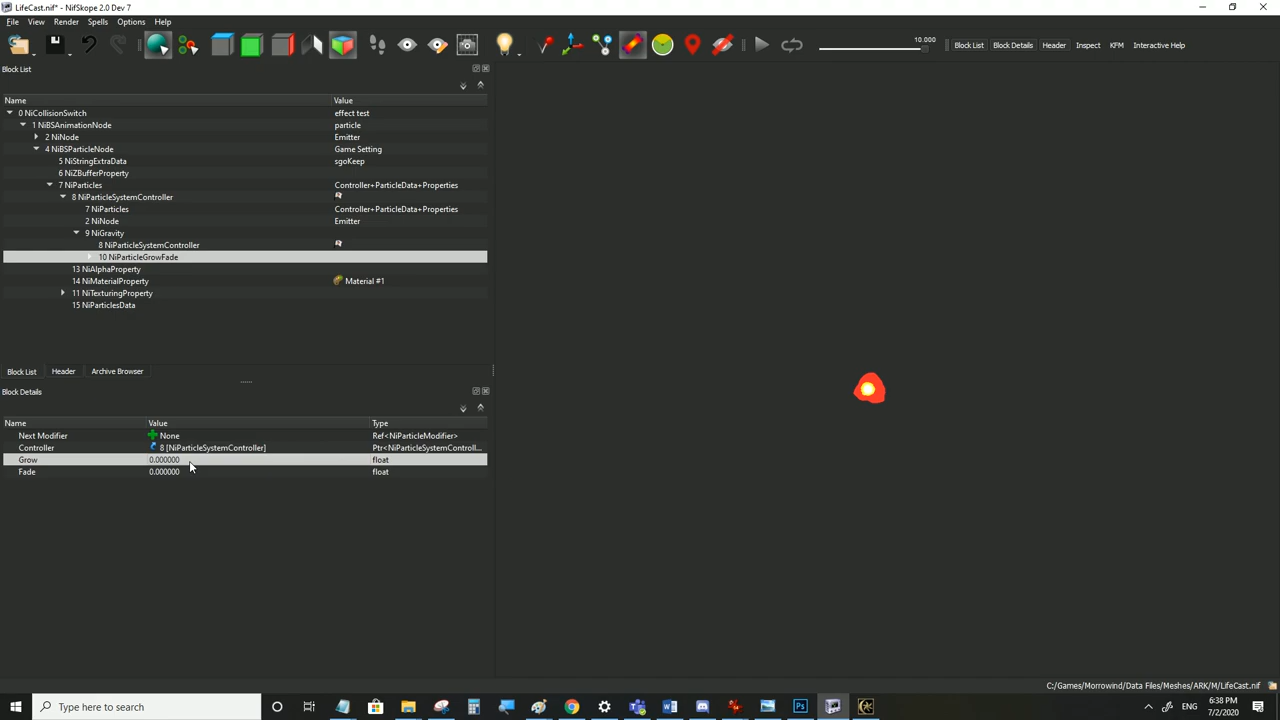 LifeCast.nif* - NifSkope 2.0 Dev 7
File View Render Spells Options Help
10.000
Block List Block Details Header Inspect KFM Interactive Help
Block List
Name Value
0 NiCollisionSwitch effect test
1 NiBSAnimationNode particle
2 NiNode Emitter
4 NiBSParticleNode Game Setting
5 NiStringExtraData sgoKeep
6 NiZBufferProperty
7 NiParticles Controller+ParticleData+Properties
8 NiParticleSystemController
7 NiParticles Controller+ParticleData+Properties
2 NiNode Emitter
9 NiGravity
8 NiParticleSystemController
10 NiParticleGrowFade
13 NiAlphaProperty
14 NiMaterialProperty Material #1
11 NiTexturingProperty
15 NiParticlesData
Block List Header Archive Browser
Block Details
Name Value Type
Next Modifier None Ref<NiParticleModifier>
Controller 8 [NiParticleSystemController] Ptr<NiParticleSystemControll...
Grow 0.000000 float
Fade 0.000000 float
C:/Games/Morrowind/Data Files/Meshes/ARK/M/LifeCast.nif
Type here to search
ENG
6:38 PM
7/2/2020